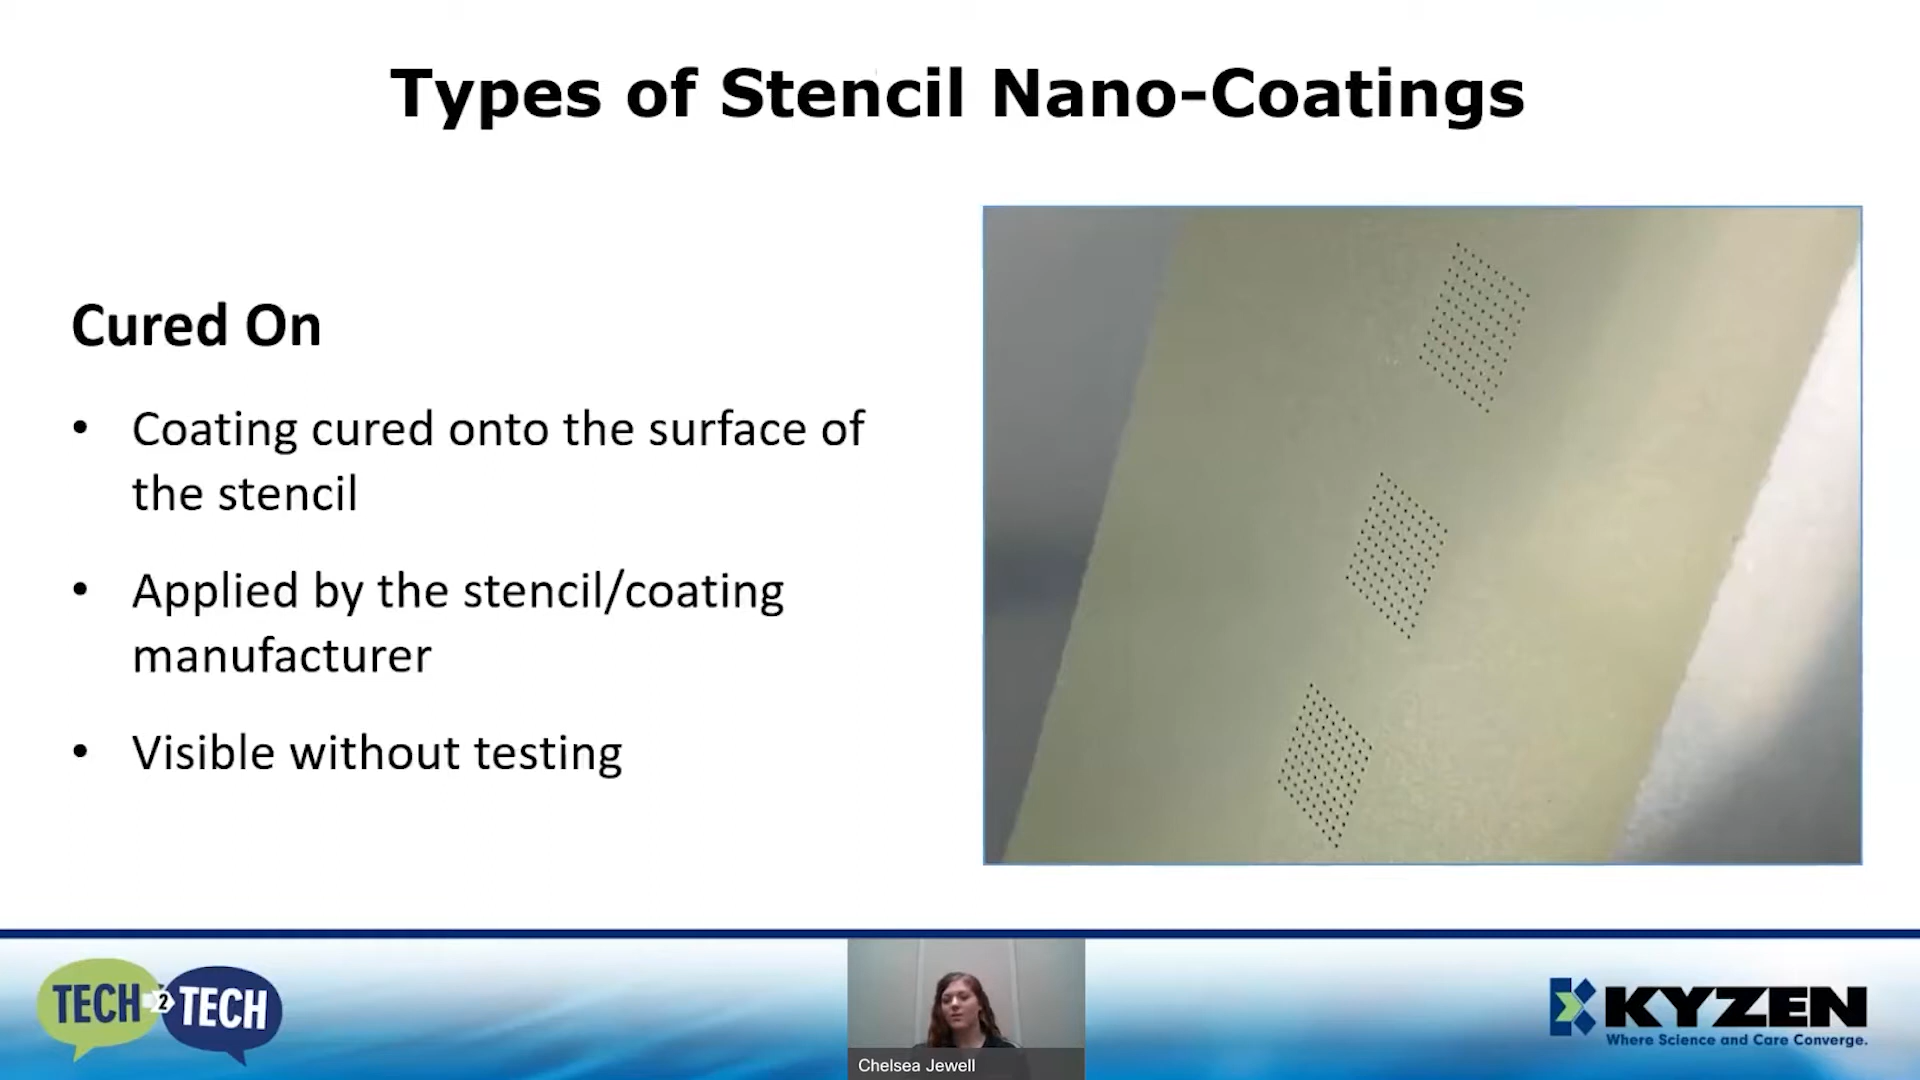 Types of Stencil Nano-Coatings
Cured On
• Coating cured onto the surface of
the stencil
• Applied by the stencil/coating
manufacturer
• Visible without testing
TECH 2 TECH
Chelsea Jewell
KYZEN
Where Science and Care Converge.